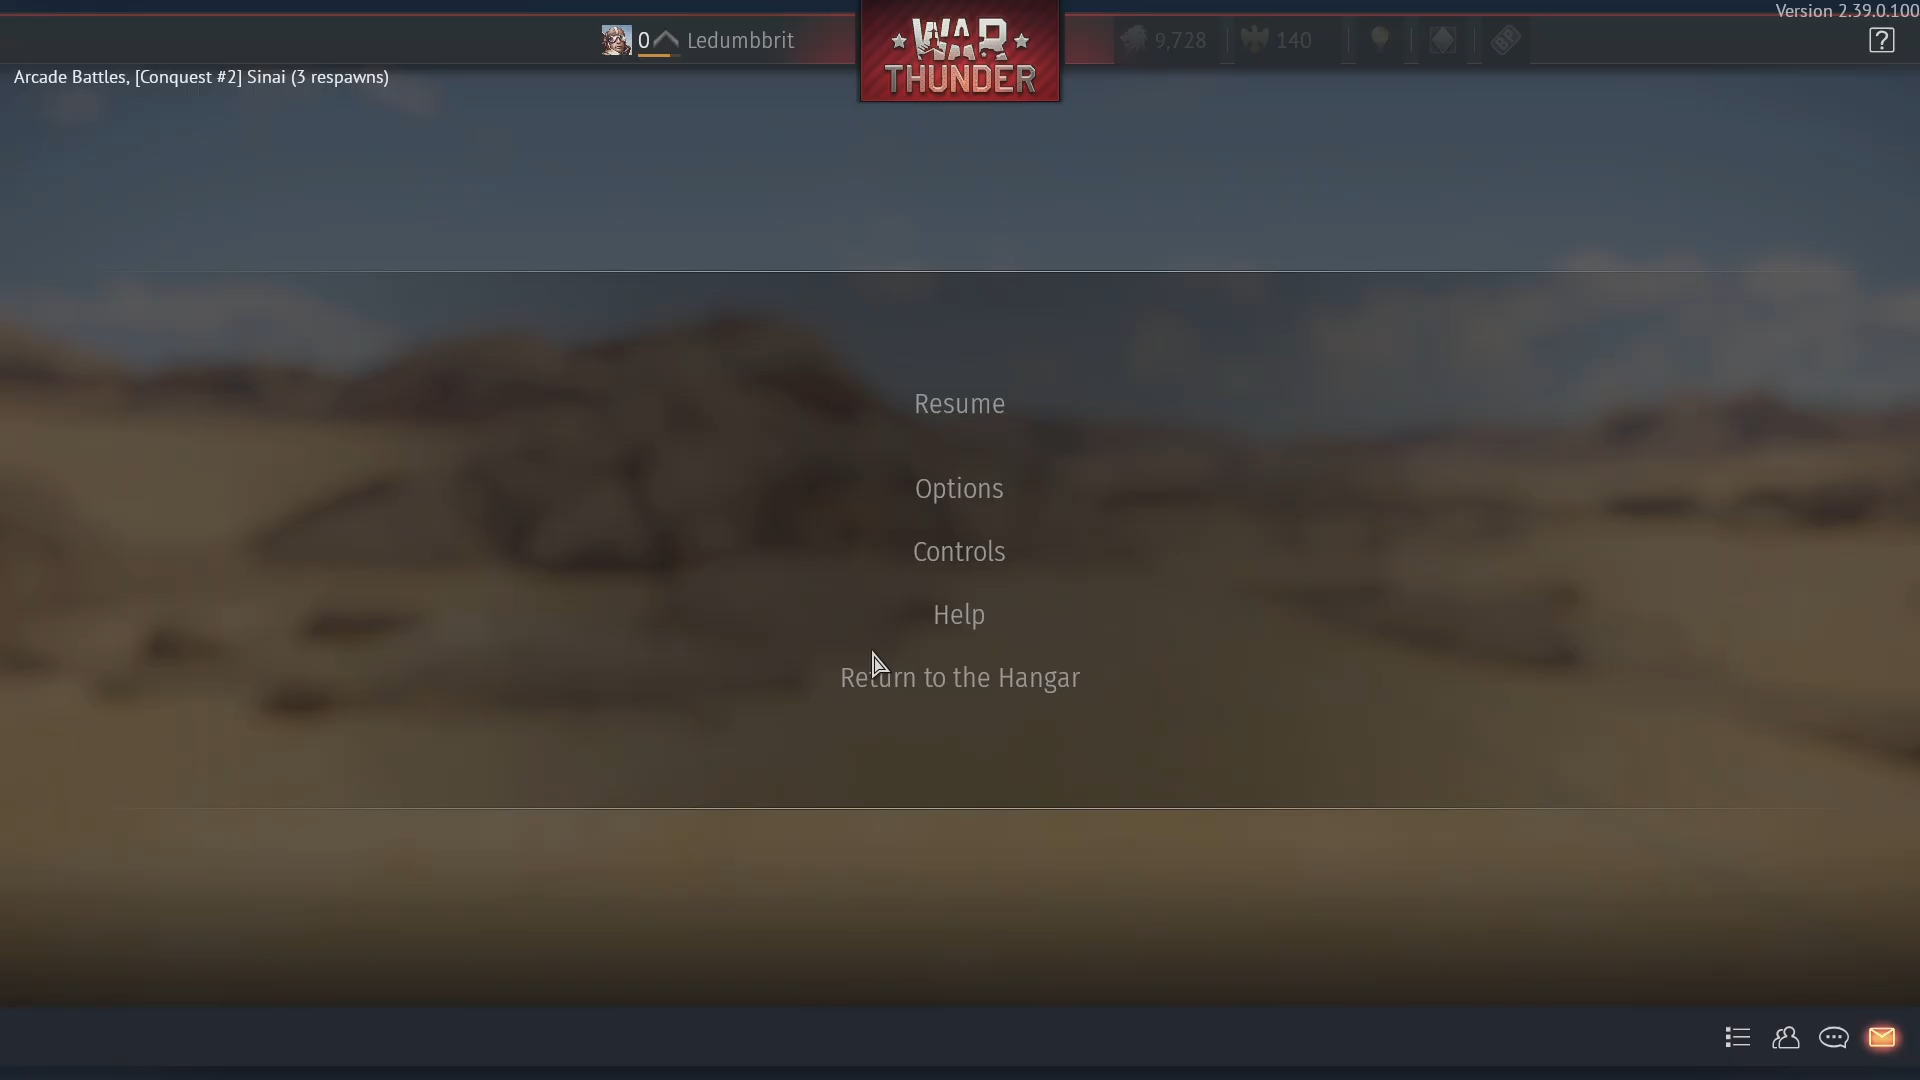 Version 2.39.0.100
0 Ledumbbrit
WAR
THUNDER
9,728
140
BP
?
Arcade Battles, [Conquest #2] Sinai (3 respawns)
Resume
Options
Controls
Help
Return to the Hangar